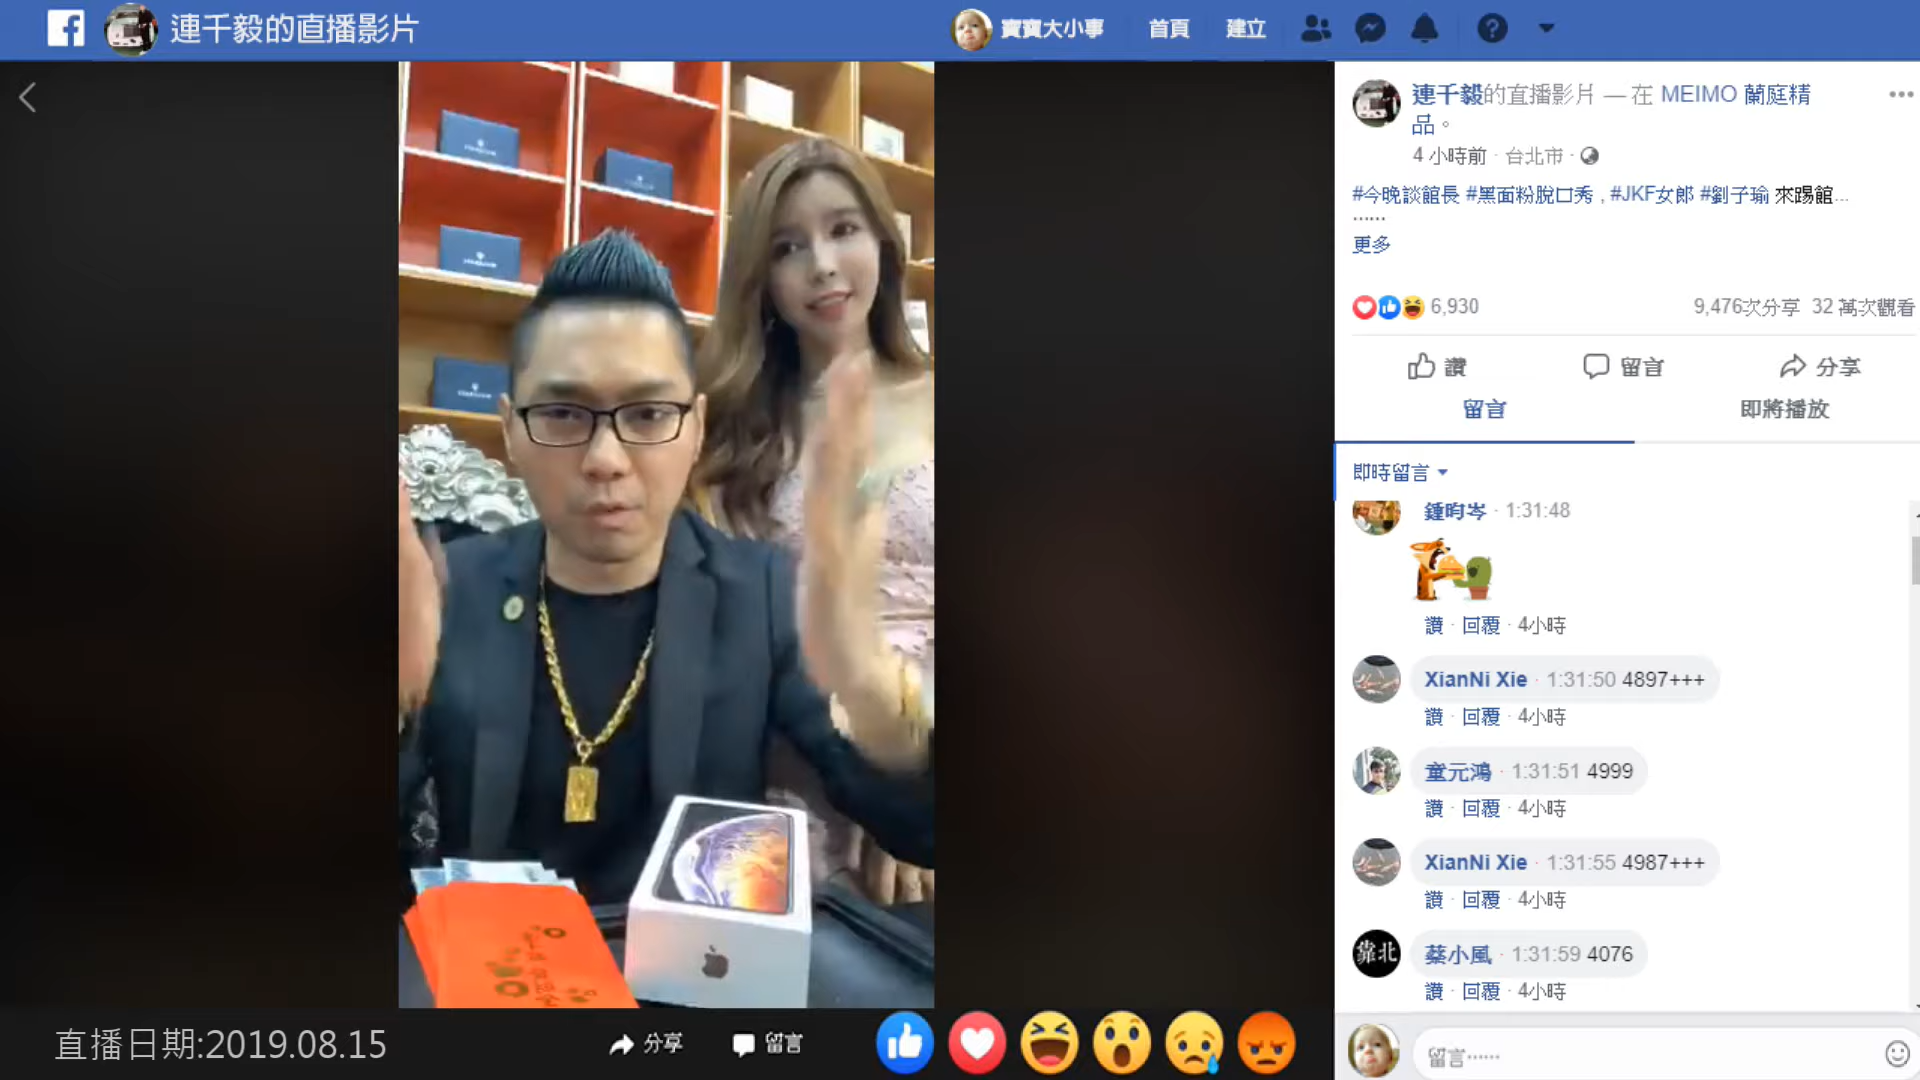 連千毅的直播影片
寶寶大小事
首頁
建立
連千毅的直播影片 — 在 MEIMO 蘭庭精
品。
4 小時前 · 台北市 ·
#今晚談館長 #黑面粉脫口秀 , #JKF女郎 #劉子瑜 來踢館...
......
更多
6,930
9,476次分享 32 萬次觀看
讚
留言
分享
留言
即將播放
即時留言
鍾昀岑 · 1:31:48
讚 · 回覆 · 4小時
XianNi Xie · 1:31:50 4897+++
讚 · 回覆 · 4小時
童元鴻 · 1:31:51 4999
讚 · 回覆 · 4小時
XianNi Xie · 1:31:55 4987+++
讚 · 回覆 · 4小時
靠北
蔡小風 · 1:31:59 4076
讚 · 回覆 · 4小時
直播日期:2019.08.15
分享
留言
留言......